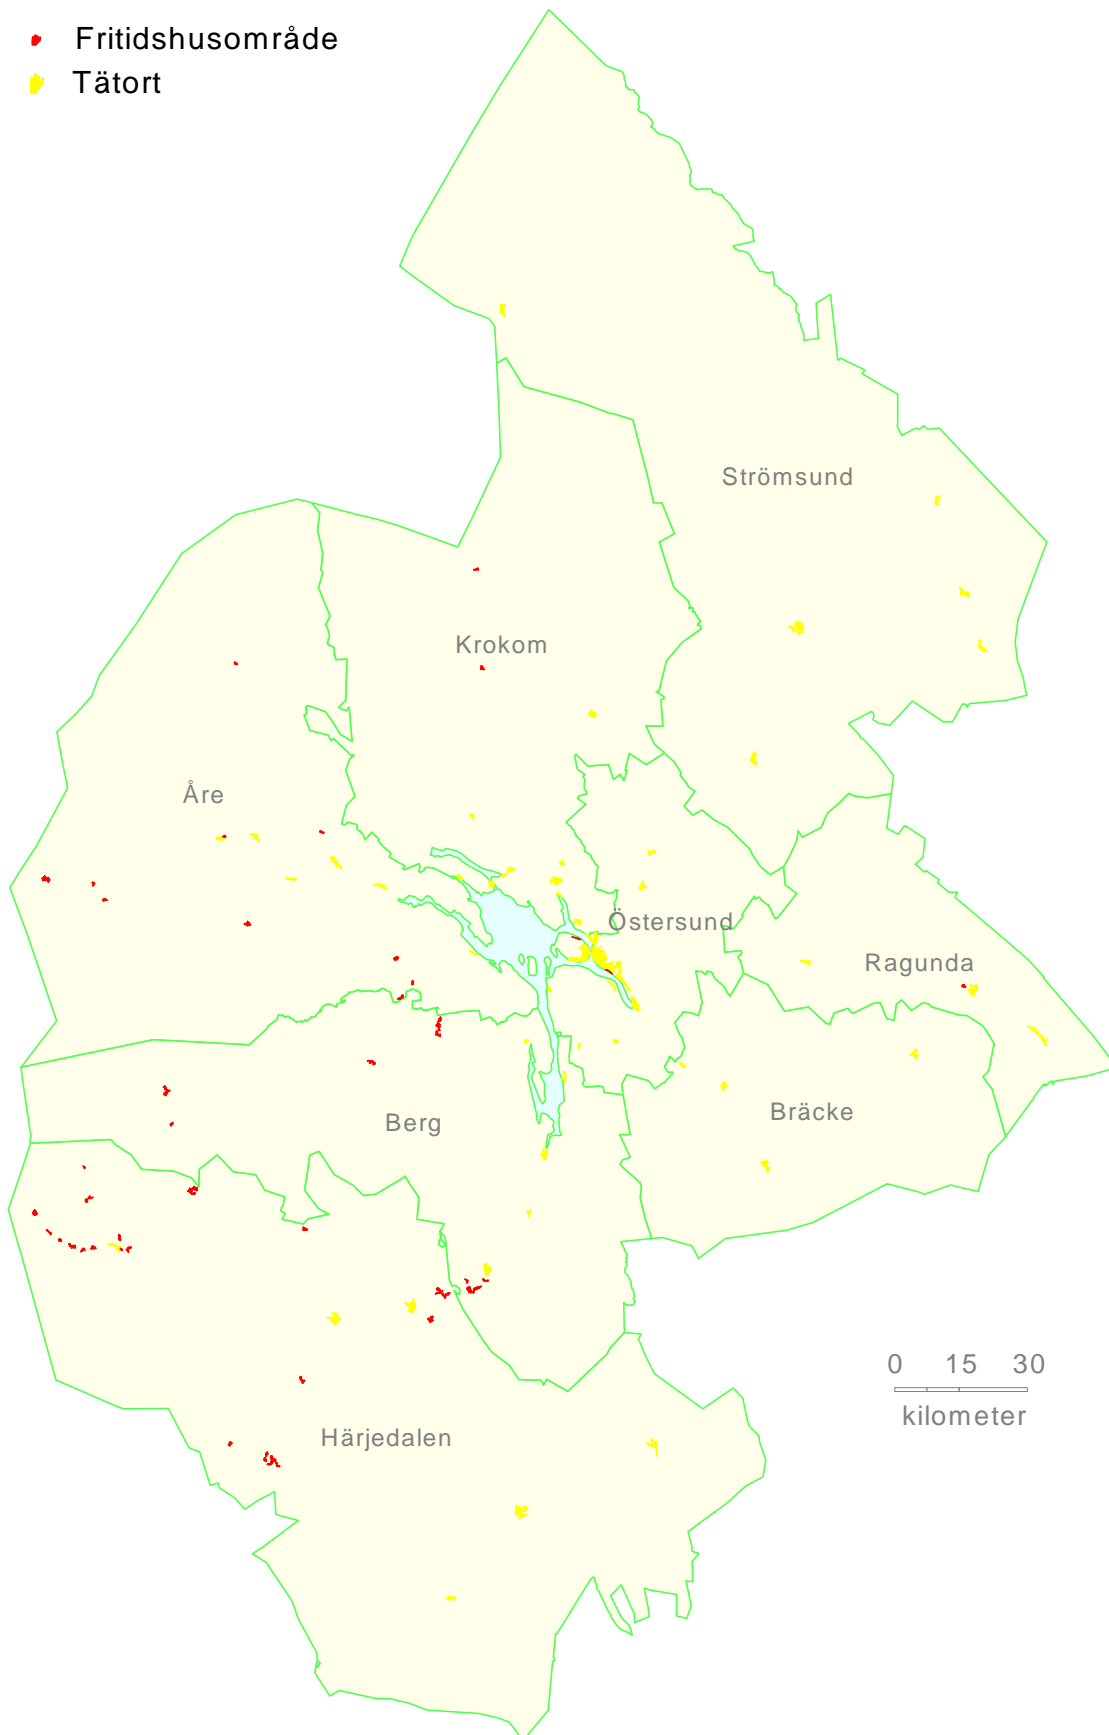 Fritidshusområde
Tätort
Strömsund
Krokom
Åre
Östersund
Ragunda
Bräcke
Berg
0 15 30
kilometer
Härjedalen